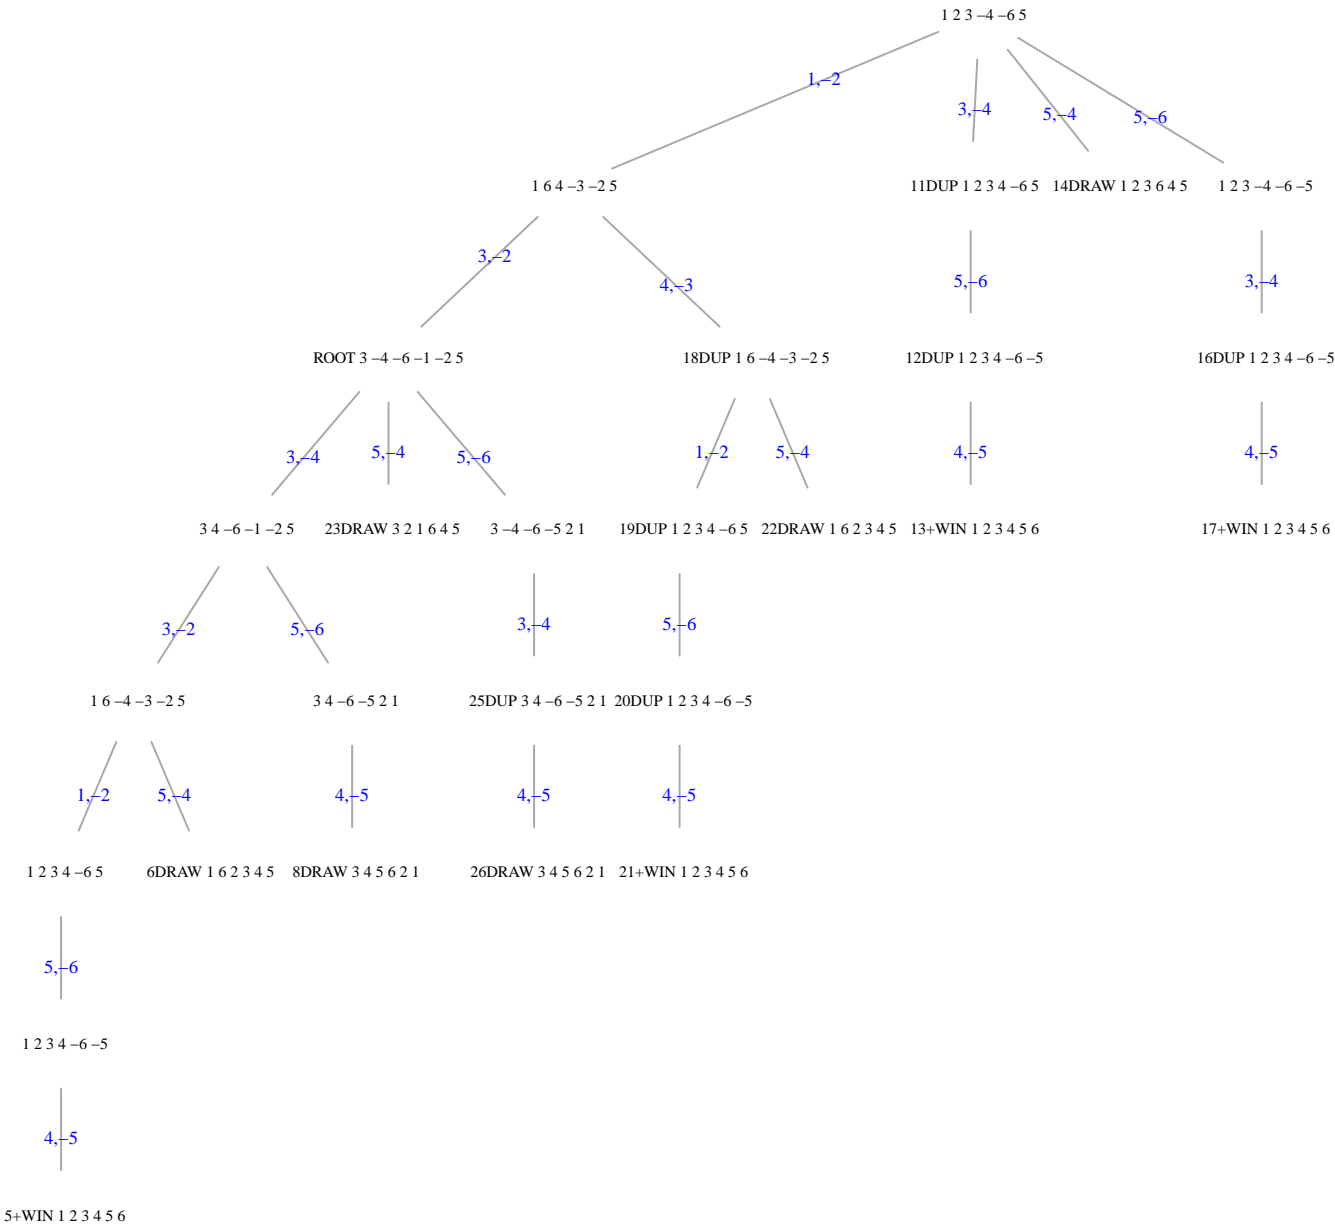 1 2 3 –4 –6 5
1,–2
3,–4
5,–4
5,–6
1 6 4 –3 –2 5
11DUP 1 2 3 4 –6 5
14DRAW 1 2 3 6 4 5
1 2 3 –4 –6 –5
3,–2
4,–3
5,–6
3,–4
ROOT 3 –4 –6 –1 –2 5
18DUP 1 6 –4 –3 –2 5
12DUP 1 2 3 4 –6 –5
16DUP 1 2 3 4 –6 –5
3,–4
5,–4
5,–6
1,–2
5,–4
4,–5
4,–5
3 4 –6 –1 –2 5
23DRAW 3 2 1 6 4 5
3 –4 –6 –5 2 1
19DUP 1 2 3 4 –6 5
22DRAW 1 6 2 3 4 5
13+WIN 1 2 3 4 5 6
17+WIN 1 2 3 4 5 6
3,–2
5,–6
3,–4
5,–6
1 6 –4 –3 –2 5
3 4 –6 –5 2 1
25DUP 3 4 –6 –5 2 1
20DUP 1 2 3 4 –6 –5
1,–2
5,–4
4,–5
4,–5
4,–5
1 2 3 4 –6 5
6DRAW 1 6 2 3 4 5
8DRAW 3 4 5 6 2 1
26DRAW 3 4 5 6 2 1
21+WIN 1 2 3 4 5 6
5,–6
1 2 3 4 –6 –5
4,–5
5+WIN 1 2 3 4 5 6